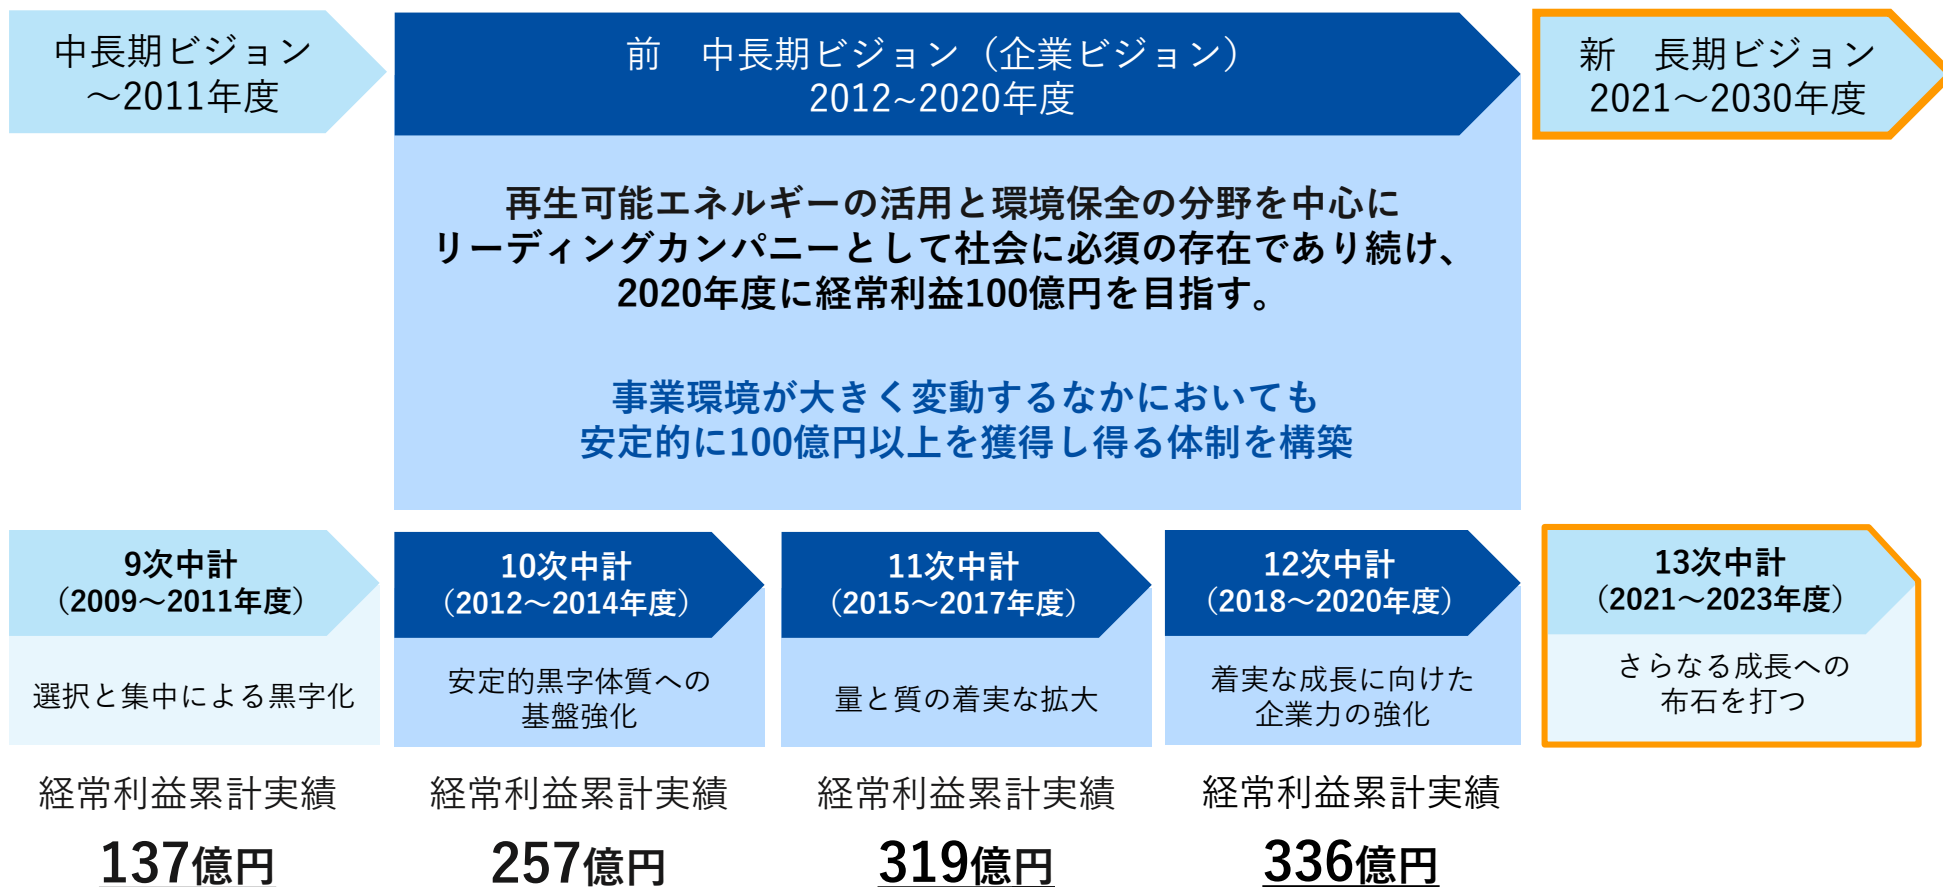 中長期ビジョン
～2011年度
前　中長期ビジョン（企業ビジョン）
2012~2020年度
新　長期ビジョン
2021～2030年度
再生可能エネルギーの活用と環境保全の分野を中心に
リーディングカンパニーとして社会に必須の存在であり続け、
2020年度に経常利益100億円を目指す。
事業環境が大きく変動するなかにおいても
安定的に100億円以上を獲得し得る体制を構築
9次中計
（2009～2011年度）
選択と集中による黒字化
経常利益累計実績
137億円
10次中計
（2012～2014年度）
安定的黒字体質への
基盤強化
経常利益累計実績
257億円
11次中計
（2015～2017年度）
量と質の着実な拡大
経常利益累計実績
319億円
12次中計
（2018～2020年度）
着実な成長に向けた
企業力の強化
経常利益累計実績
336億円
13次中計
（2021～2023年度）
さらなる成長への
布石を打つ